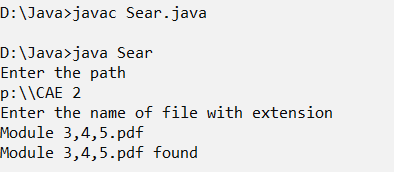 D:\Java>javac Sear.java
D:\Java>java Sear
Enter the path
p:\\CAE 2
Enter the name of file with extension
Module 3,4,5.pdf
Module 3,4,5.pdf found